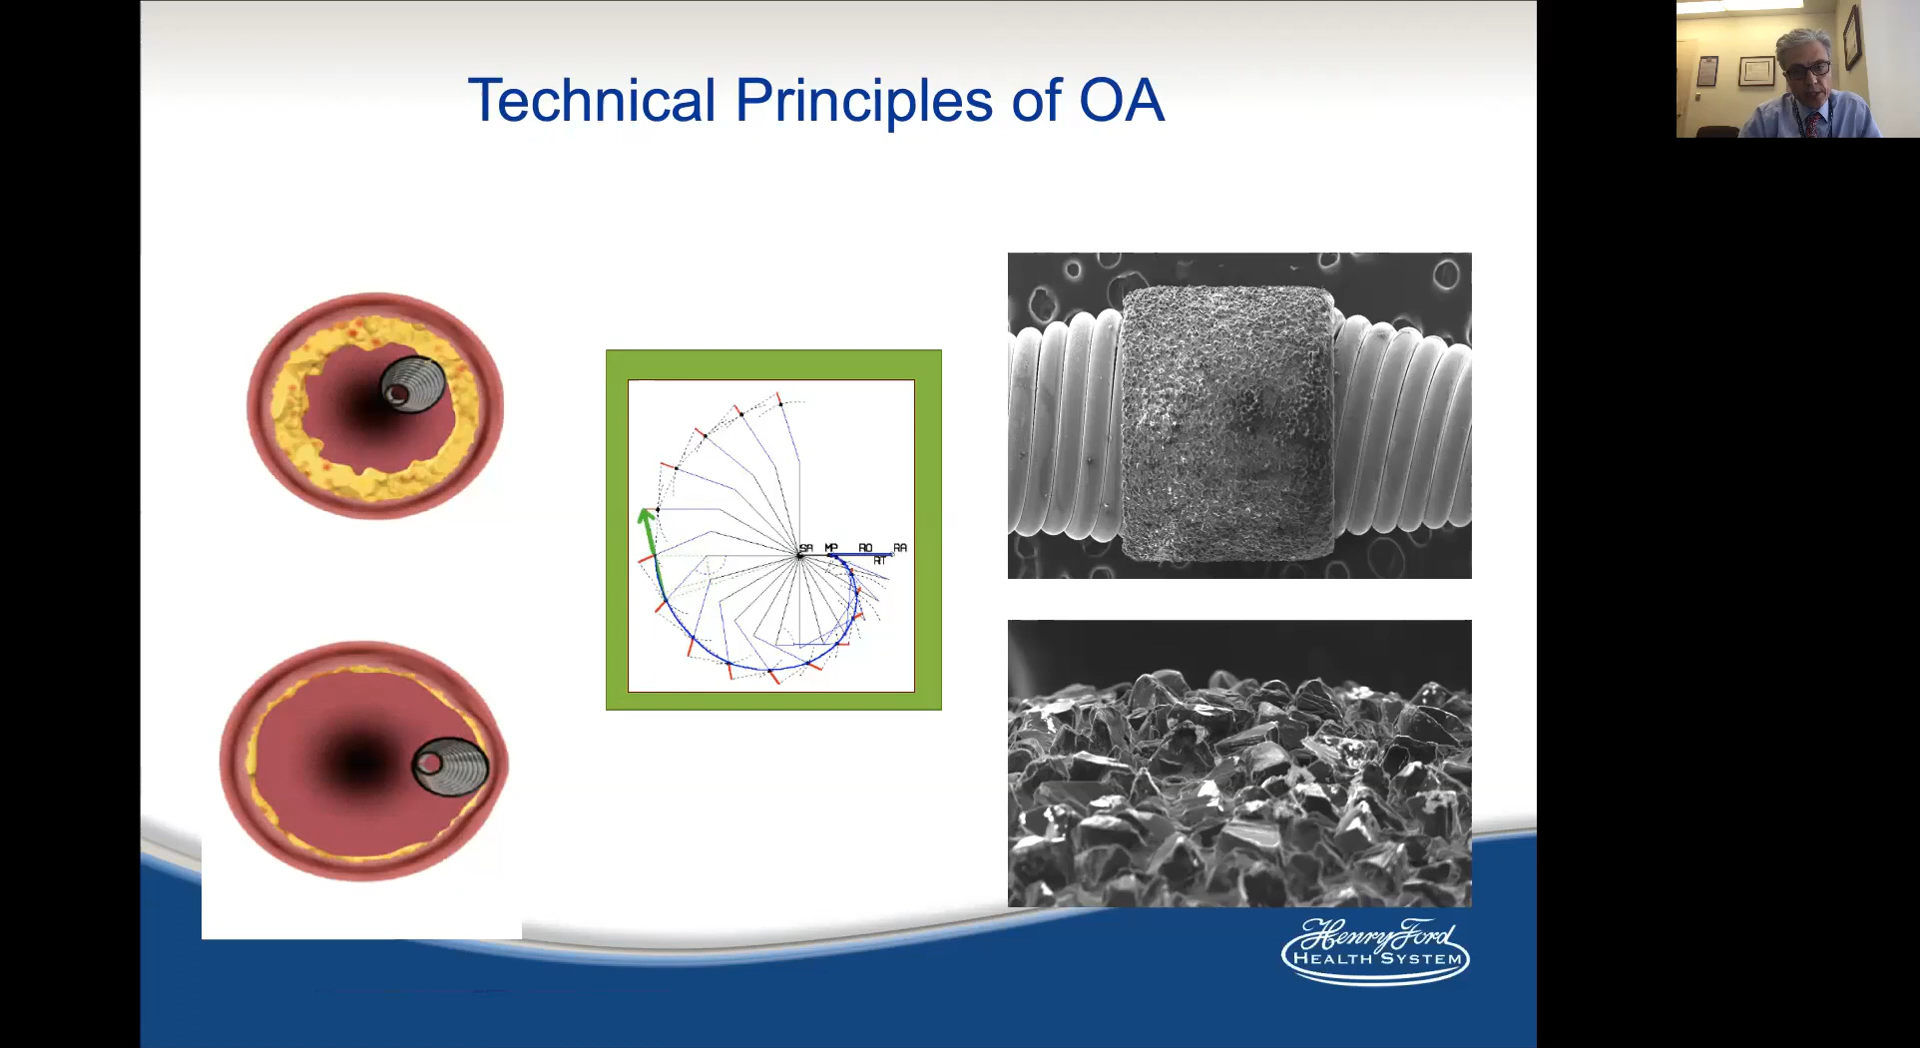 Technical Principles of OA
SA MP RO RA
RT
Henry Ford
HEALTH SYSTEM